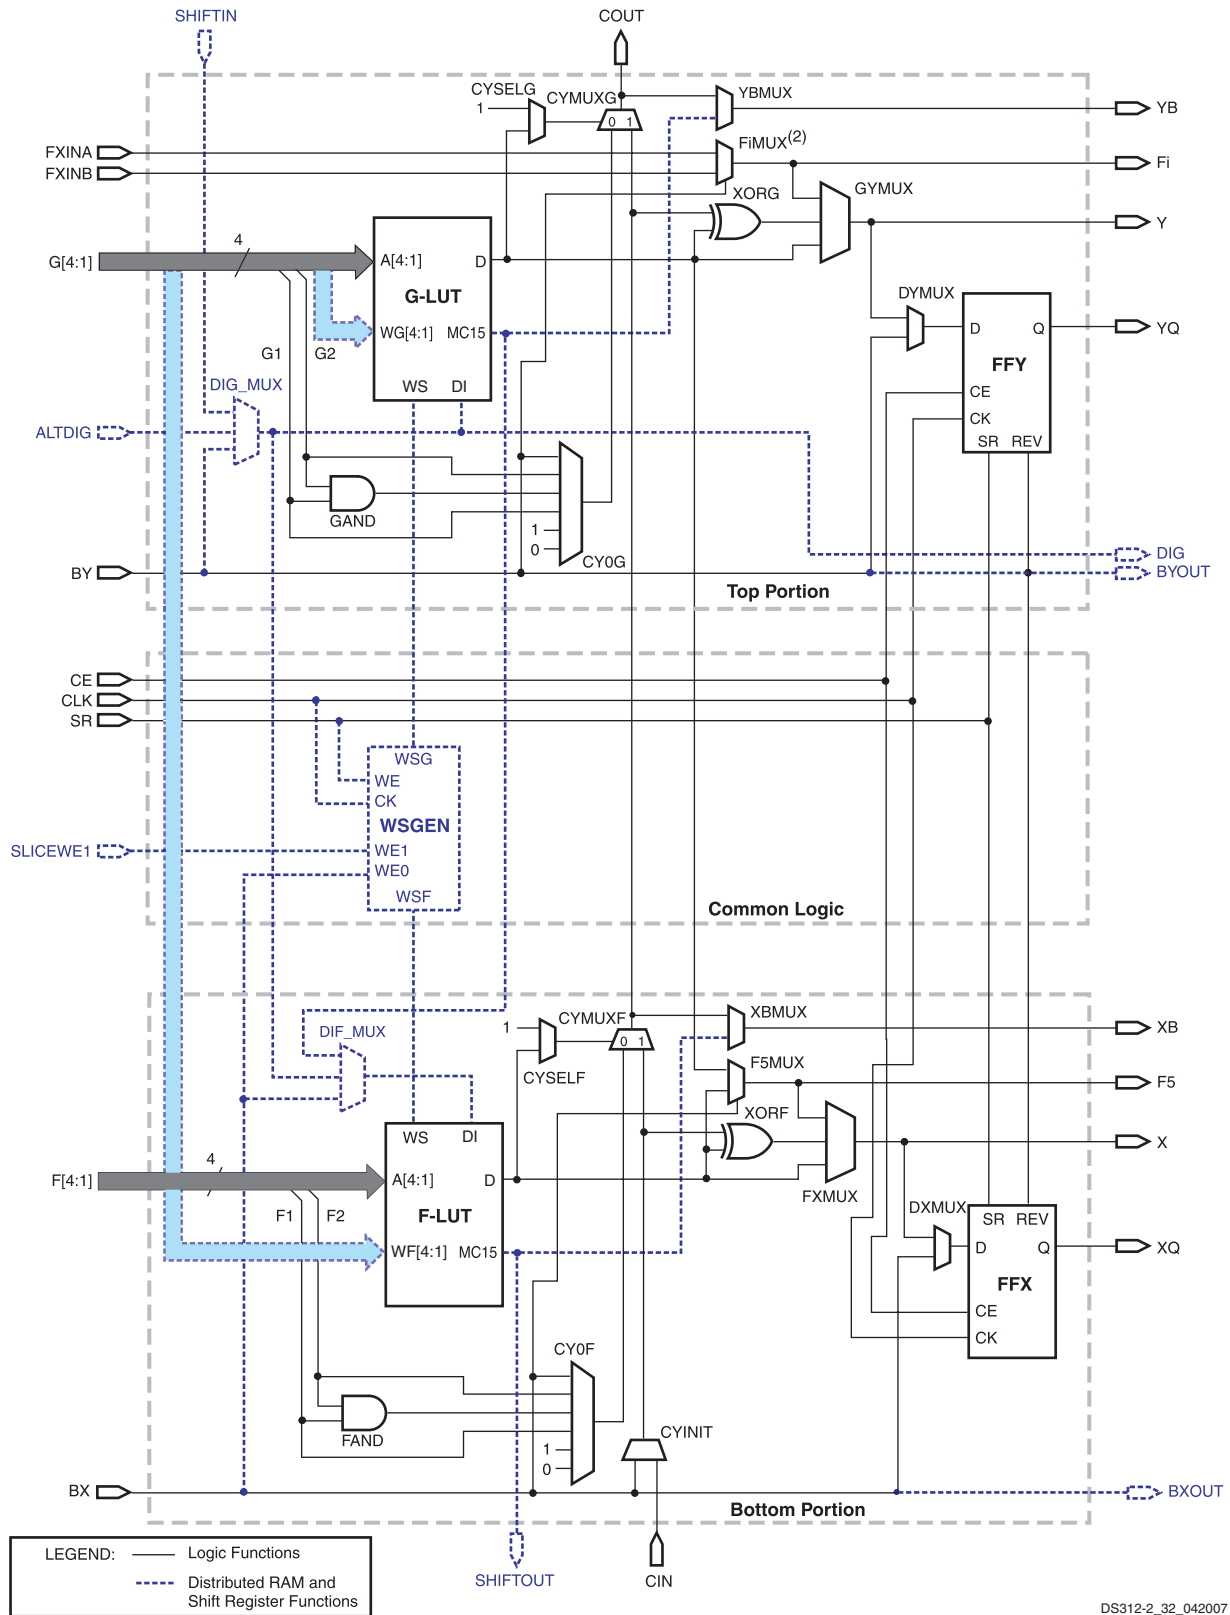 SHIFTIN
COUT
CYSELG
1
CYMUXG
0 1
YBMUX
YB
FXINA
FXINB
FiMUX(2)
Fi
XORG
GYMUX
Y
G[4:1]
4
A[4:1]
D
G-LUT
WG[4:1]
MC15
WS
DI
G1
G2
DYMUX
D
Q
FFY
CE
CK
SR
REV
YQ
DIG_MUX
ALTDIG
GAND
1
0
CY0G
DIG
BY
BYOUT
Top Portion
CE
CLK
SR
WSG
WE
CK
WSGEN
SLICEWE1
WE1
WE0
WSF
Common Logic
DIF_MUX
1
CYMUXF
0 1
CYSELF
XBMUX
XB
F5MUX
F5
XORF
FXMUX
X
WS
DI
F[4:1]
4
A[4:1]
D
F-LUT
WF[4:1]
MC15
F1
F2
DXMUX
SR
REV
D
Q
FFX
CE
CK
XQ
CY0F
FAND
1
0
CYINIT
BX
BXOUT
Bottom Portion
SHIFTOUT
CIN
LEGEND:
Logic Functions
Distributed RAM and
Shift Register Functions
DS312-2_32_042007